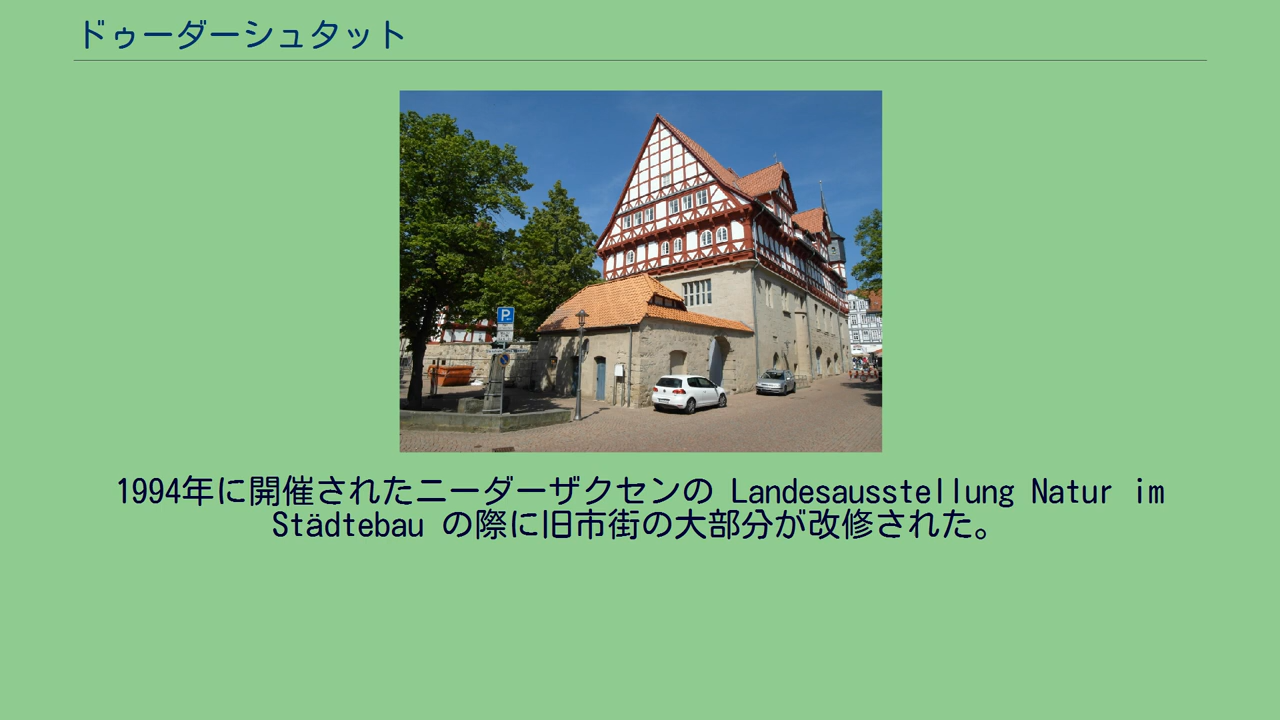 ドゥーダーシュタット
P
1994年に開催されたニーダーザクセンの Landesausstellung Natur im
Städtebau の際に旧市街の大部分が改修された。